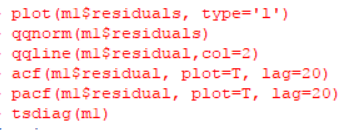 plot(m1$residuals, type='l')
qqnorm(m1$residuals)
qqline(m1$residual,col=2)
acf(m1$residual, plot=T, lag=20)
pacf(m1$residual, plot=T, lag=20)
tsdiag(m1)